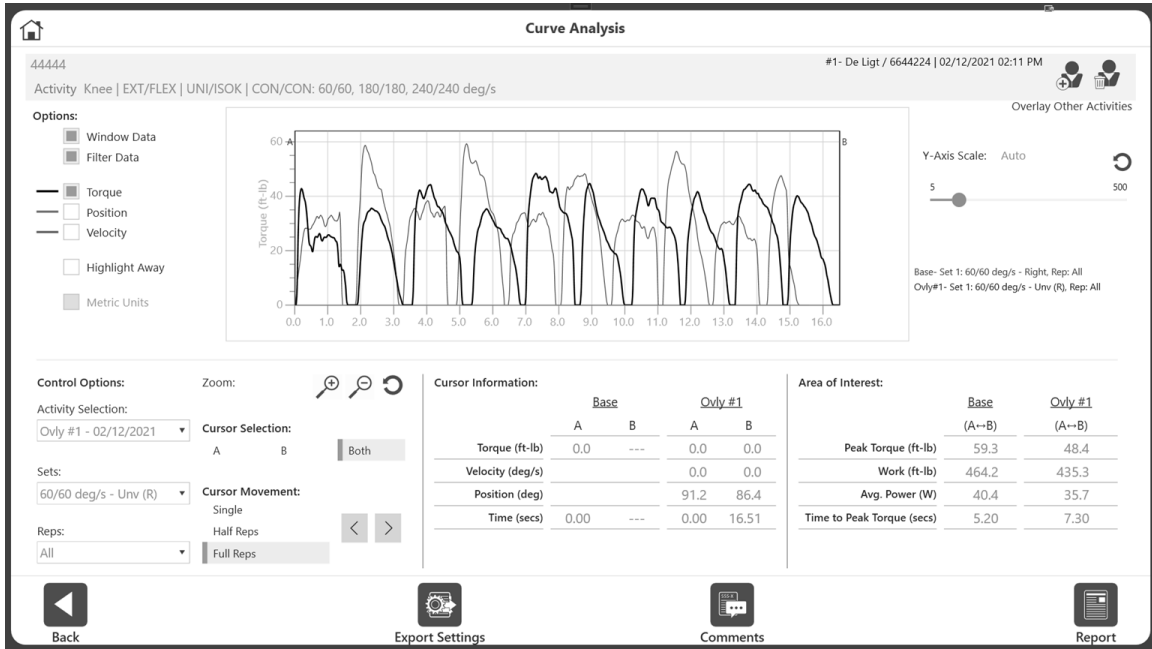 Curve Analysis
44444
#1- De Ligt / 6644224 | 02/12/2021 02:11 PM
Activity Knee | EXT/FLEX | UNI/ISOK | CON/CON: 60/60, 180/180, 240/240 deg/s
Overlay Other Activities
Options:
Window Data
Filter Data
Torque
Position
Velocity
Highlight Away
Metric Units
Torque (ft-lb)
60
40
20
0
A
B
0.0 1.0 2.0 3.0 4.0 5.0 6.0 7.0 8.0 9.0 10.0 11.0 12.0 13.0 14.0 15.0 16.0
Y-Axis Scale: Auto
5 500
Base- Set 1: 60/60 deg/s - Right, Rep: All
Ovly#1- Set 1: 60/60 deg/s - Unv (R), Rep: All
Control Options:
Activity Selection:
Ovly #1 - 02/12/2021
Sets:
60/60 deg/s - Unv (R)
Reps:
All
Zoom:
Cursor Selection:
A B Both
Cursor Movement:
Single
Half Reps
Full Reps
Cursor Information:
Base Ovly #1
A B A B
Torque (ft-lb) 0.0 --- 0.0 0.0
Velocity (deg/s) 0.0 0.0
Position (deg) 91.2 86.4
Time (secs) 0.00 --- 0.00 16.51
Area of Interest:
Base Ovly #1
(A↔B) (A↔B)
Peak Torque (ft-lb) 59.3 48.4
Work (ft-lb) 464.2 435.3
Avg. Power (W) 40.4 35.7
Time to Peak Torque (secs) 5.20 7.30
Back
Export Settings
Comments
Report